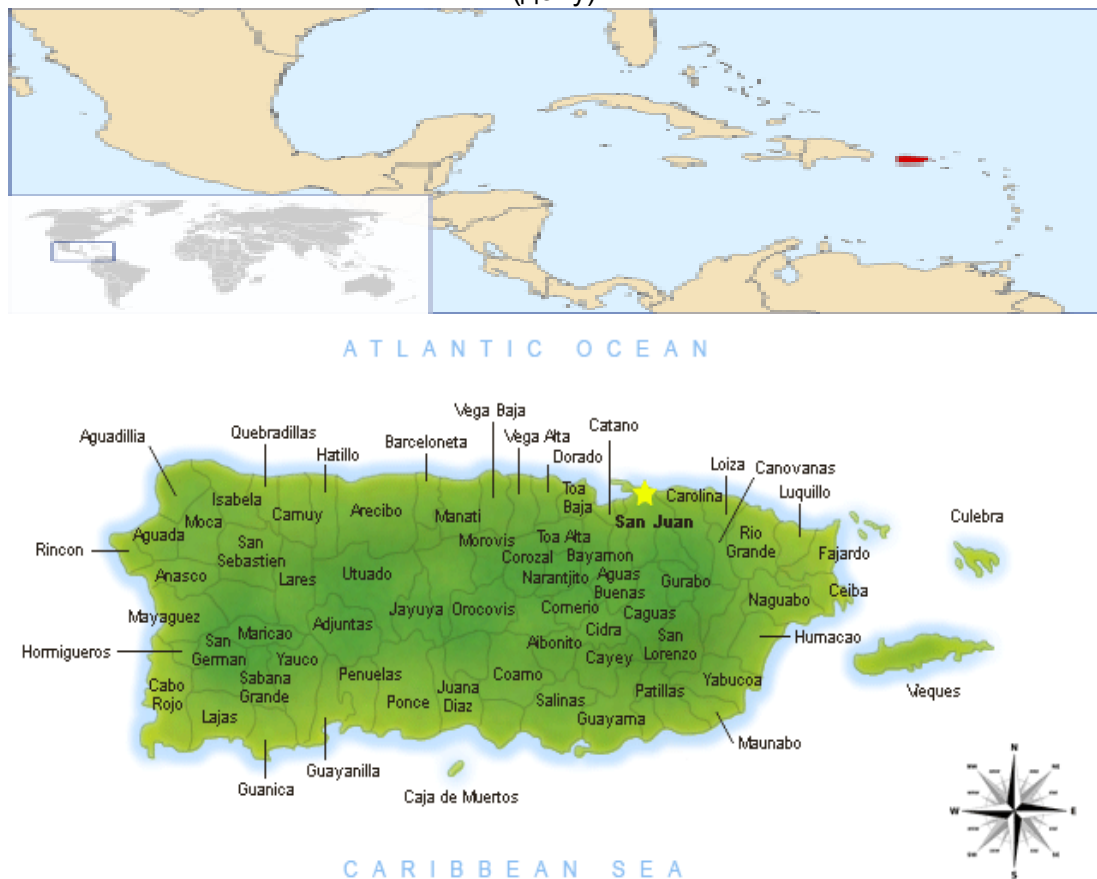 ATLANTIC OCEAN
Vega Baja
Catano
Aguadillia
Quebradillas
Barceloneta
Vega Alta
Hatillo
Dorado
Loiza
Canovanas
Luquillo
Isabela
Camuy
Arecibo
Manati
Toa
Baja
Carolina
San Juan
Culebra
Moca
Aguada
Rincon
San
Sebastien
Morovis
Toa Alta
Corozal
Bayamon
Rio
Grande
Fajardo
Anasco
Lares
Utuado
Narantjito
Aguas
Buenas
Gurabo
Ceiba
Naguabo
Mayaguez
Jayuya
Orocovis
Comerio
Caguas
Adjuntas
Maricao
San
German
Hormigueros
Yauco
Aibonito
Cidra
San
Lorenzo
Humacao
Cayey
Cabo
Rojo
Sabana
Grande
Penuelas
Coamo
Yabucoa
Veques
Lajas
Ponce
Juana
Diaz
Salinas
Patillas
Guayama
Maunabo
Guayanilla
Guanica
Caja de Muertos
N
W
E
S
CARIBBEAN SEA